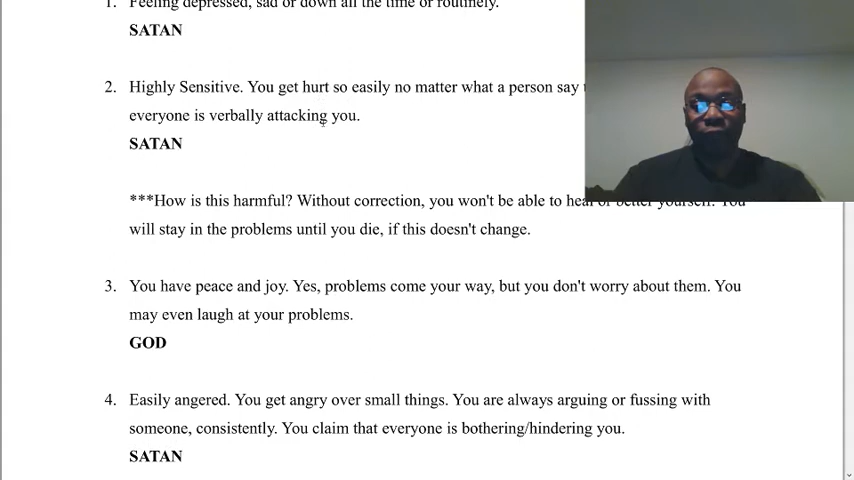 1. Feeling depressed, sad or down all the time or routinely.
SATAN
2. Highly Sensitive. You get hurt so easily no matter what a person say
everyone is verbally attacking you.
SATAN
***How is this harmful? Without correction, you won't be able to heal or better yourself. You
will stay in the problems until you die, if this doesn't change.
3. You have peace and joy. Yes, problems come your way, but you don't worry about them. You
may even laugh at your problems.
GOD
4. Easily angered. You get angry over small things. You are always arguing or fussing with
someone, consistently. You claim that everyone is bothering/hindering you.
SATAN